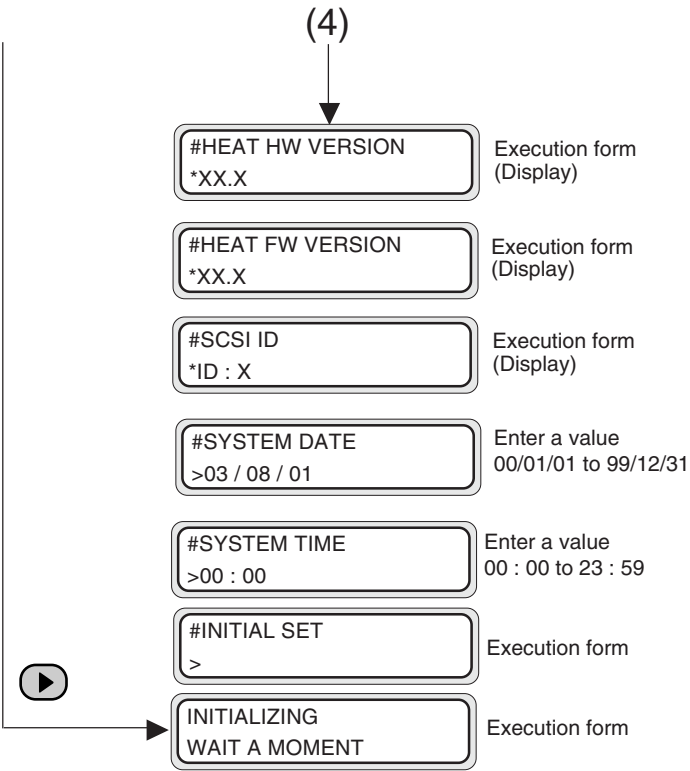 (4)
#HEAT HW VERSION
*XX.X
Execution form
(Display)
#HEAT FW VERSION
*XX.X
Execution form
(Display)
#SCSI ID
*ID : X
Execution form
(Display)
#SYSTEM DATE
>03 / 08 / 01
Enter a value
00/01/01 to 99/12/31
#SYSTEM TIME
>00 : 00
Enter a value
00 : 00 to 23 : 59
#INITIAL SET
>
Execution form
INITIALIZING
WAIT A MOMENT
Execution form